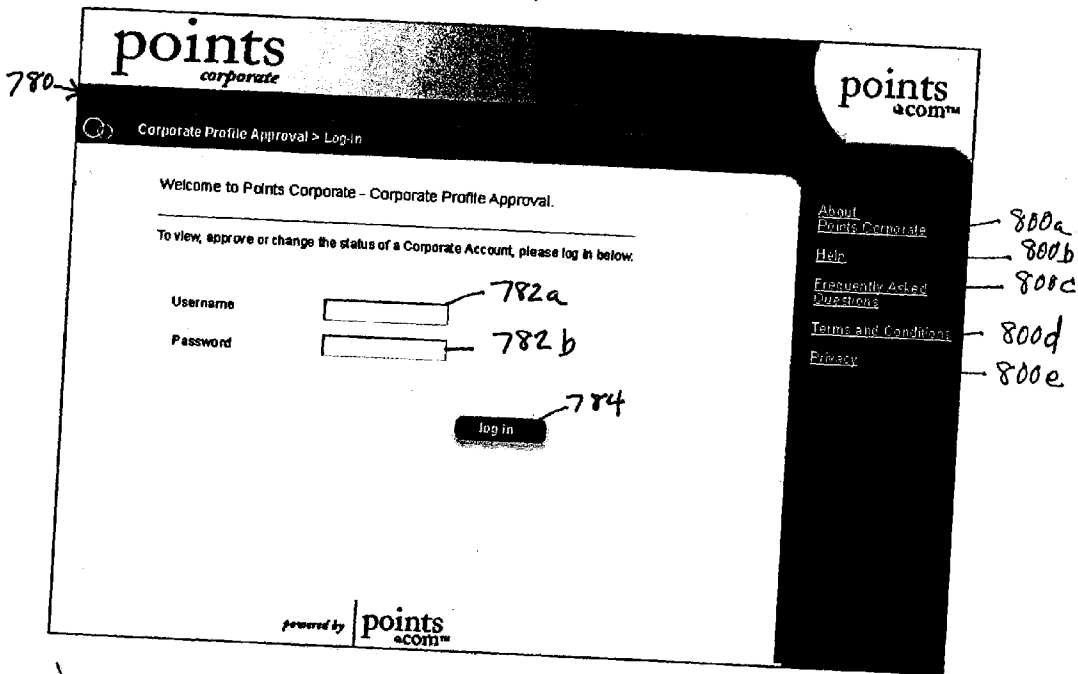 points
corporate
points
.com™
780
Corporate Profile Approval > Log-in
Welcome to Points Corporate - Corporate Profile Approval.
To view, approve or change the status of a Corporate Account, please log in below.
Username
782a
Password
782b
784
log in
About
Points Corporate
800a
Help
800b
Frequently Asked
Questions
800c
Terms and Conditions
800d
Privacy
800e
powered by
points
.com™